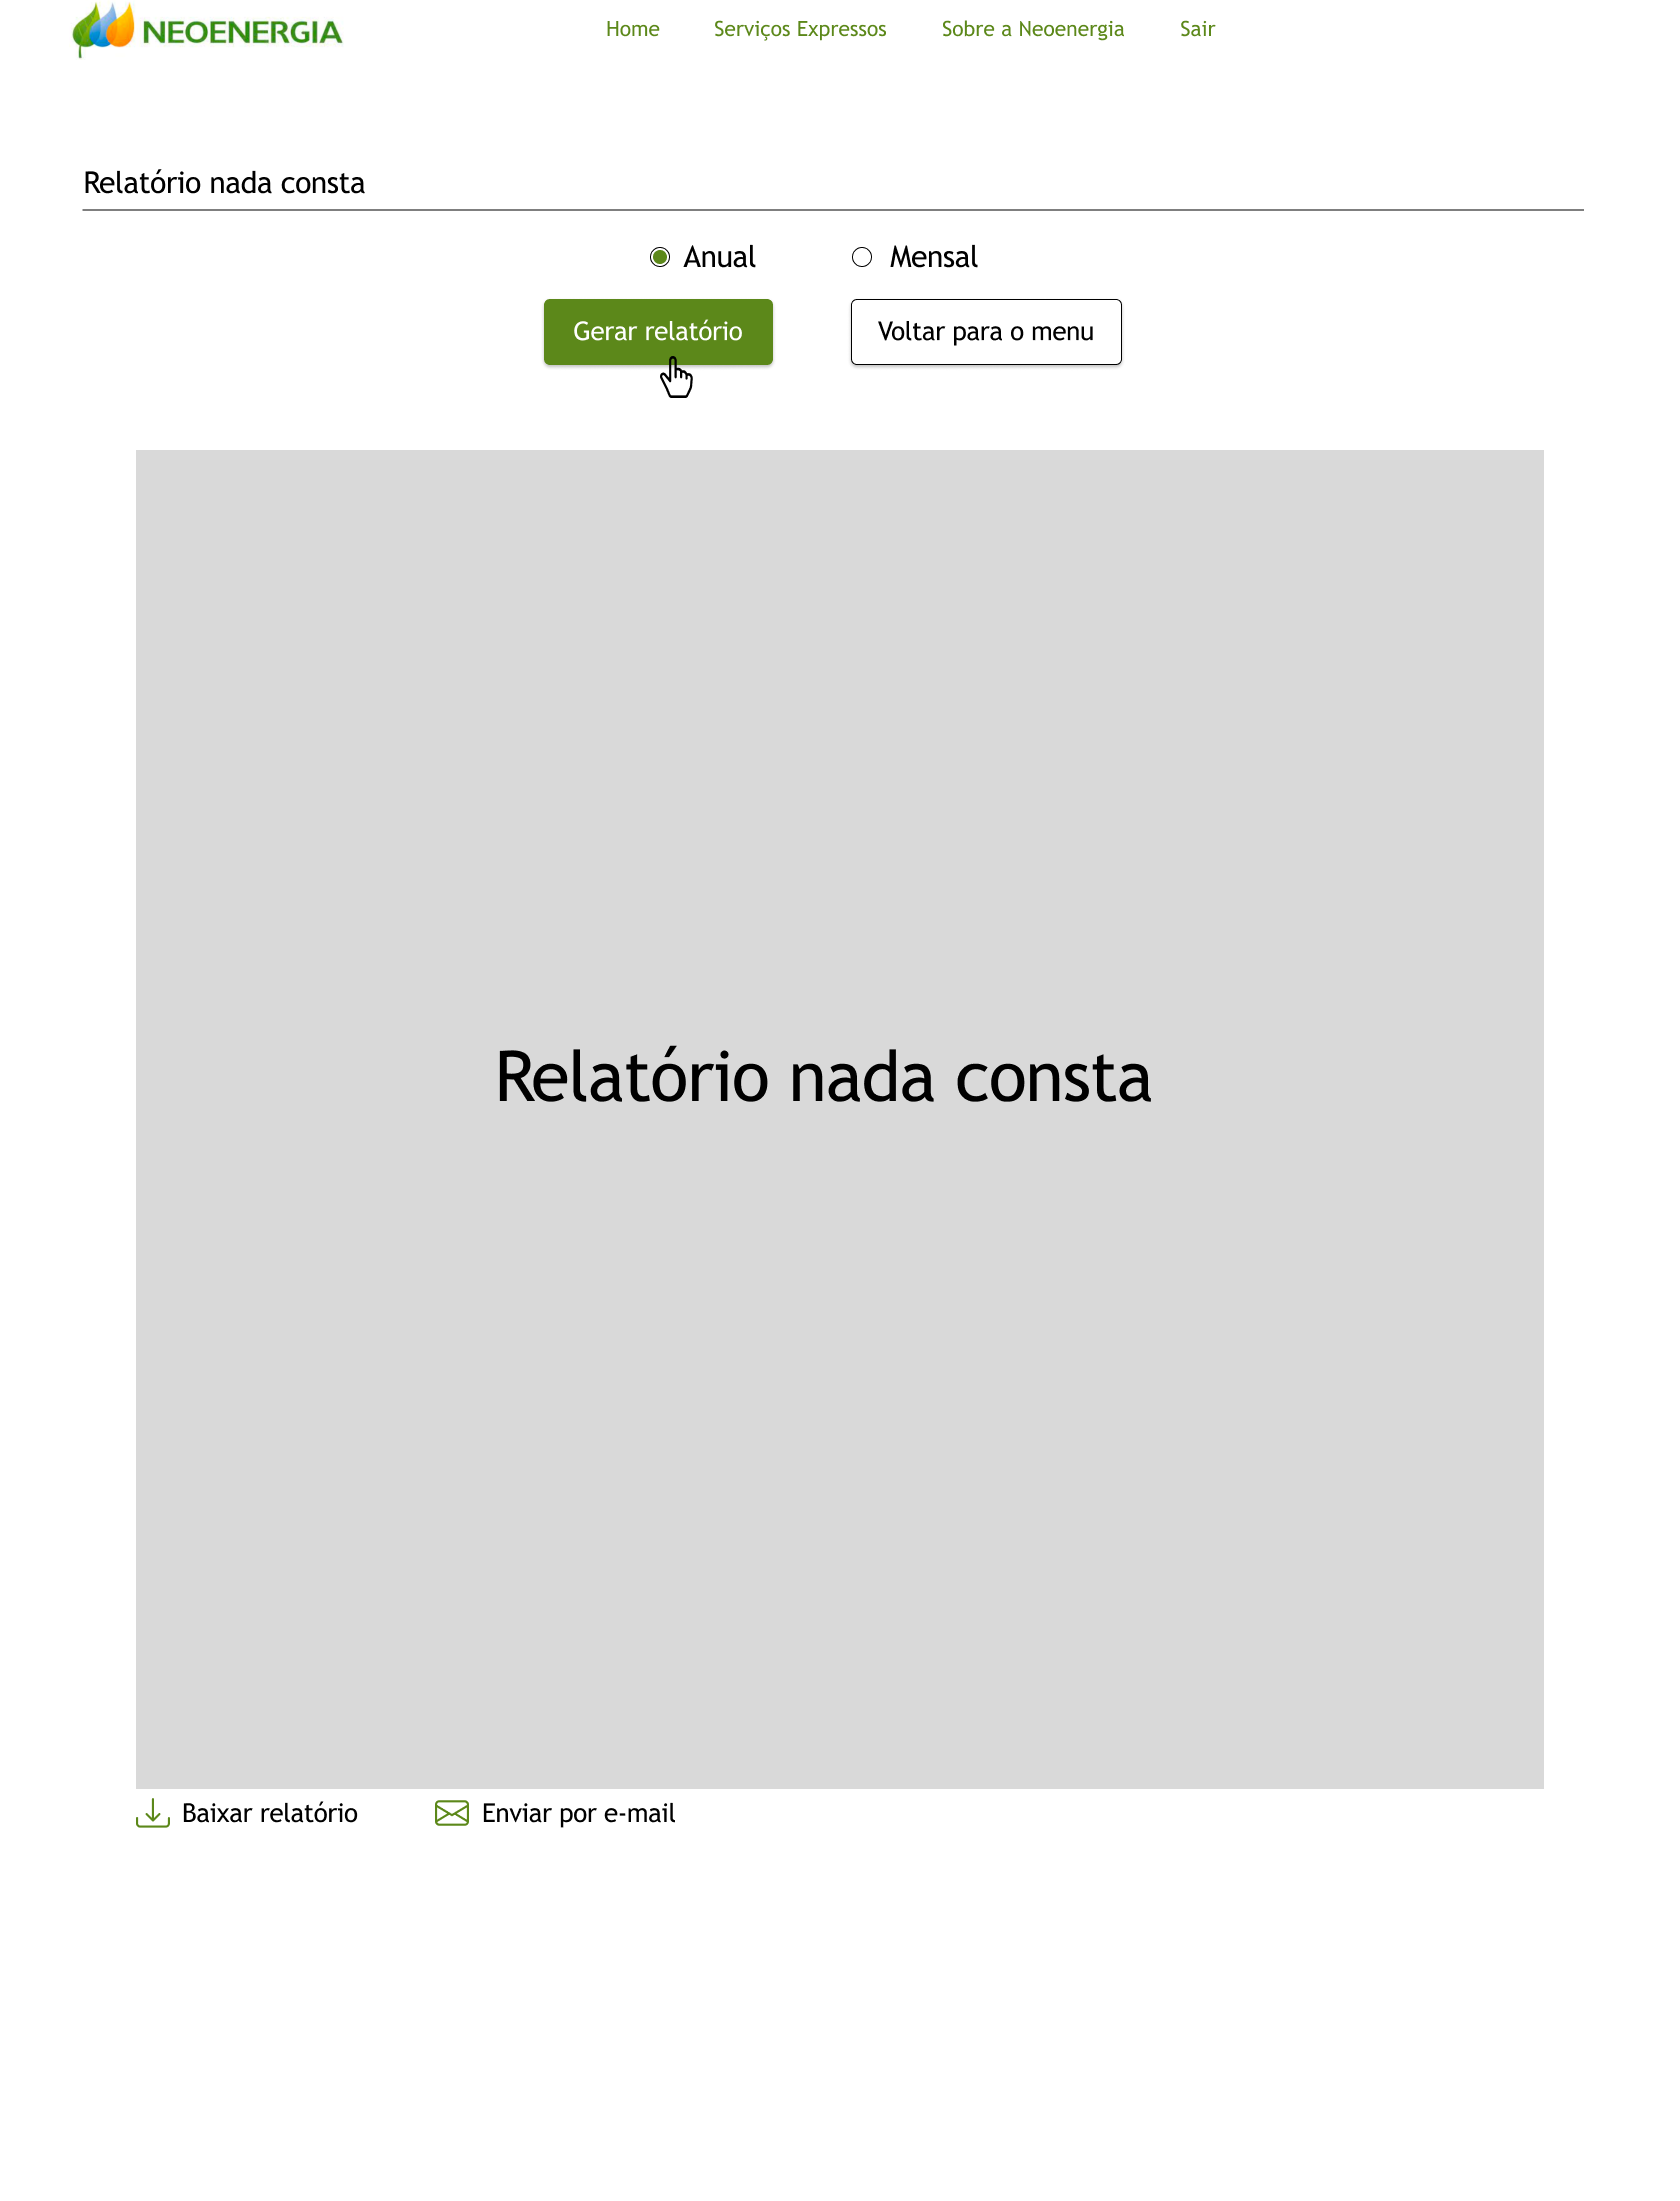 NEOENERGIA
Home Serviços Expressos Sobre a Neoenergia Sair
Relatório nada consta
Anual Mensal
Gerar relatório Voltar para o menu
Relatório nada consta
Baixar relatório Enviar por e-mail